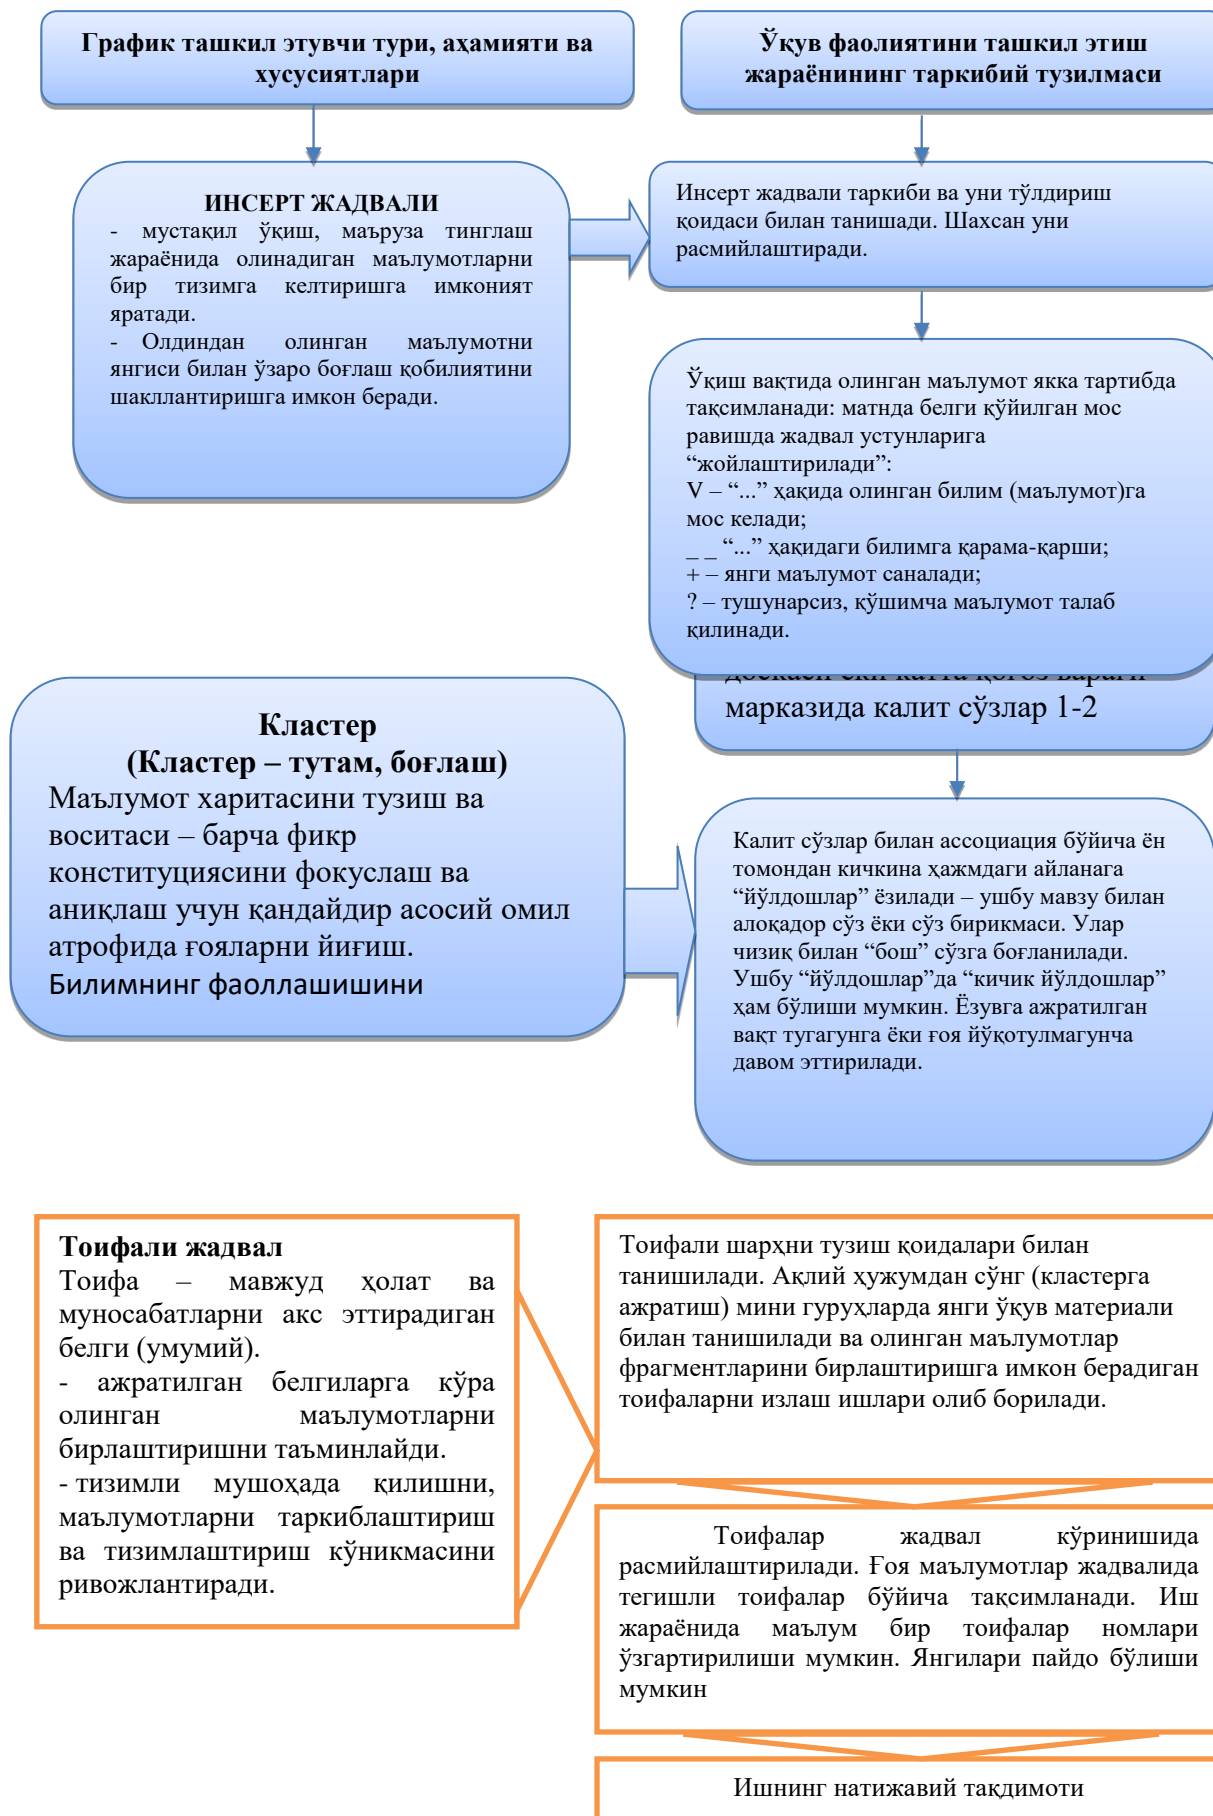 График ташкил этувчи тури, аҳамияти ва
хусусиятлари
Ўқув фаолиятини ташкил этиш
жараёнининг таркибий тузилмаси
ИНСЕРТ ЖАДВАЛИ
- мустақил ўқиш, маъруза тинглаш
жараёнида олинадиган маълумотларни
бир тизимга келтиришга имконият
яратади.
- Олдиндан олинган маълумотни
янгиси билан ўзаро боғлаш қобилиятини
шакллантиришга имкон беради.
Инсерт жадвали таркиби ва уни тўлдириш
қоидаси билан танишади. Шахсан уни
расмийлаштиради.
Ўқиш вақтида олинган маълумот якка тартибда
тақсимланади: матнда белги қўйилган мос
равишда жадвал устунларига
“жойлаштирилади”:
V – “...” ҳақида олинган билим (маълумот)га
мос келади;
_ _ “...” ҳақидаги билимга қарама-қарши;
+ – янги маълумот саналади;
? – тушунарсиз, қўшимча маълумот талаб
қилинади.
доскаси ёки катта қоғоз варағи
марказида калит сўзлар 1-2
Кластер
(Кластер – тутам, боғлаш)
Маълумот харитасини тузиш ва
воситаси – барча фикр
конституциясини фокуслаш ва
аниқлаш учун қандайдир асосий омил
атрофида ғояларни йиғиш.
Билимнинг фаоллашишини
Калит сўзлар билан ассоциация бўйича ён
томондан кичкина ҳажмдаги айланага
“йўлдошлар” ёзилади – ушбу мавзу билан
алоқадор сўз ёки сўз бирикмаси. Улар
чизиқ билан “бош” сўзга боғланилади.
Ушбу “йўлдошлар”да “кичик йўлдошлар”
ҳам бўлиши мумкин. Ёзувга ажратилган
вақт тугагунга ёки ғоя йўқотулмагунча
давом эттирилади.
Тоифали жадвал
Тоифа – мавжуд ҳолат ва
муносабатларни акс эттирадиган
белги (умумий).
- ажратилган белгиларга кўра
олинган маълумотларни
бирлаштиришни таъминлайди.
- тизимли мушоҳада қилишни,
маълумотларни таркиблаштириш
ва тизимлаштириш кўникмасини
ривожлантиради.
Тоифали шарҳни тузиш қоидалари билан
танишилади. Ақлий ҳужумдан сўнг (кластерга
ажратиш) мини гуруҳларда янги ўқув материали
билан танишилади ва олинган маълумотлар
фрагментларини бирлаштиришга имкон берадиган
тоифаларни излаш ишлари олиб борилади.
Тоифалар жадвал кўринишида
расмийлаштирилади. Ғоя маълумотлар жадвалида
тегишли тоифалар бўйича тақсимланади. Иш
жараёнида маълум бир тоифалар номлари
ўзгартирилиши мумкин. Янгилари пайдо бўлиши
мумкин
Ишнинг натижавий тақдимоти